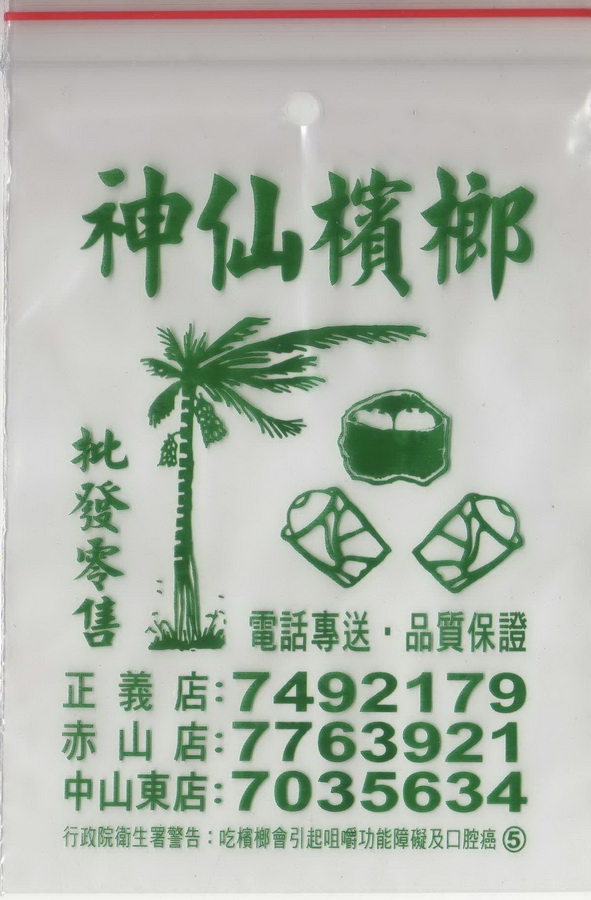 神仙檳榔
批發零售
電話專送·品質保證
正義店:7492179
赤山店:7763921
中山東店:7035634
行政院衛生署警告：吃檳榔會引起咀嚼功能障礙及口腔癌 ⑤